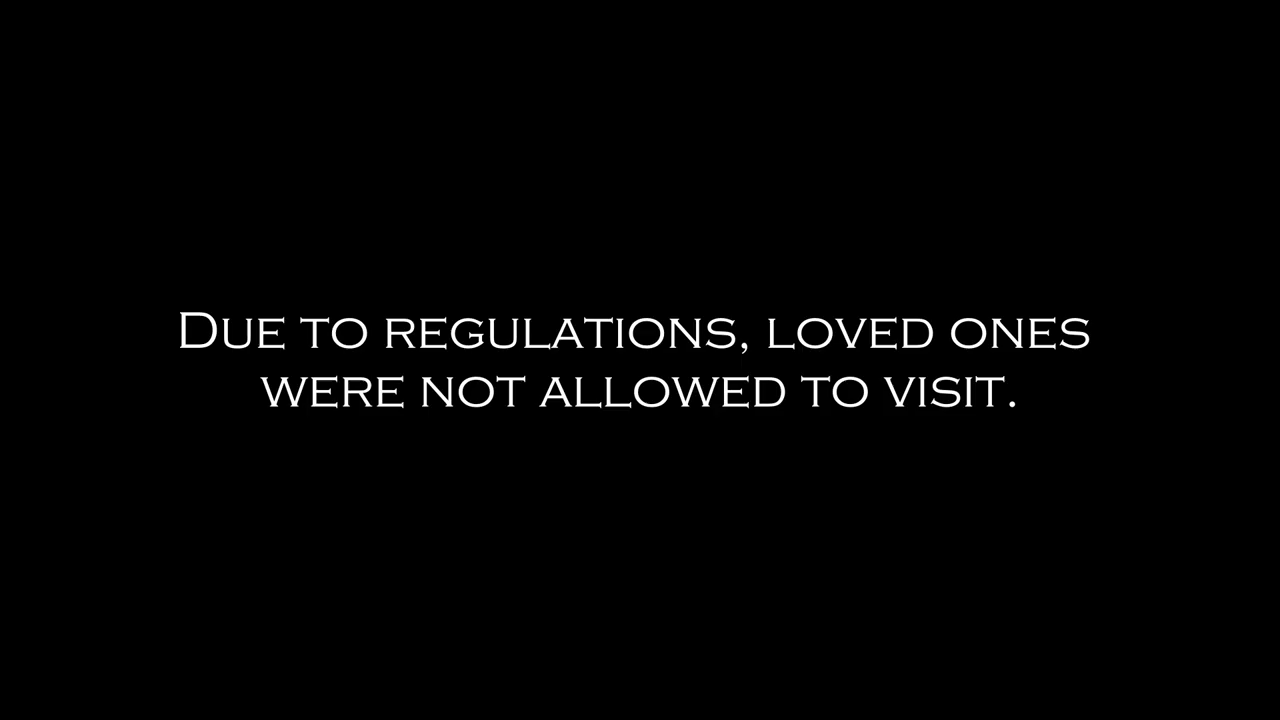 Due to regulations, loved ones
were not allowed to visit.